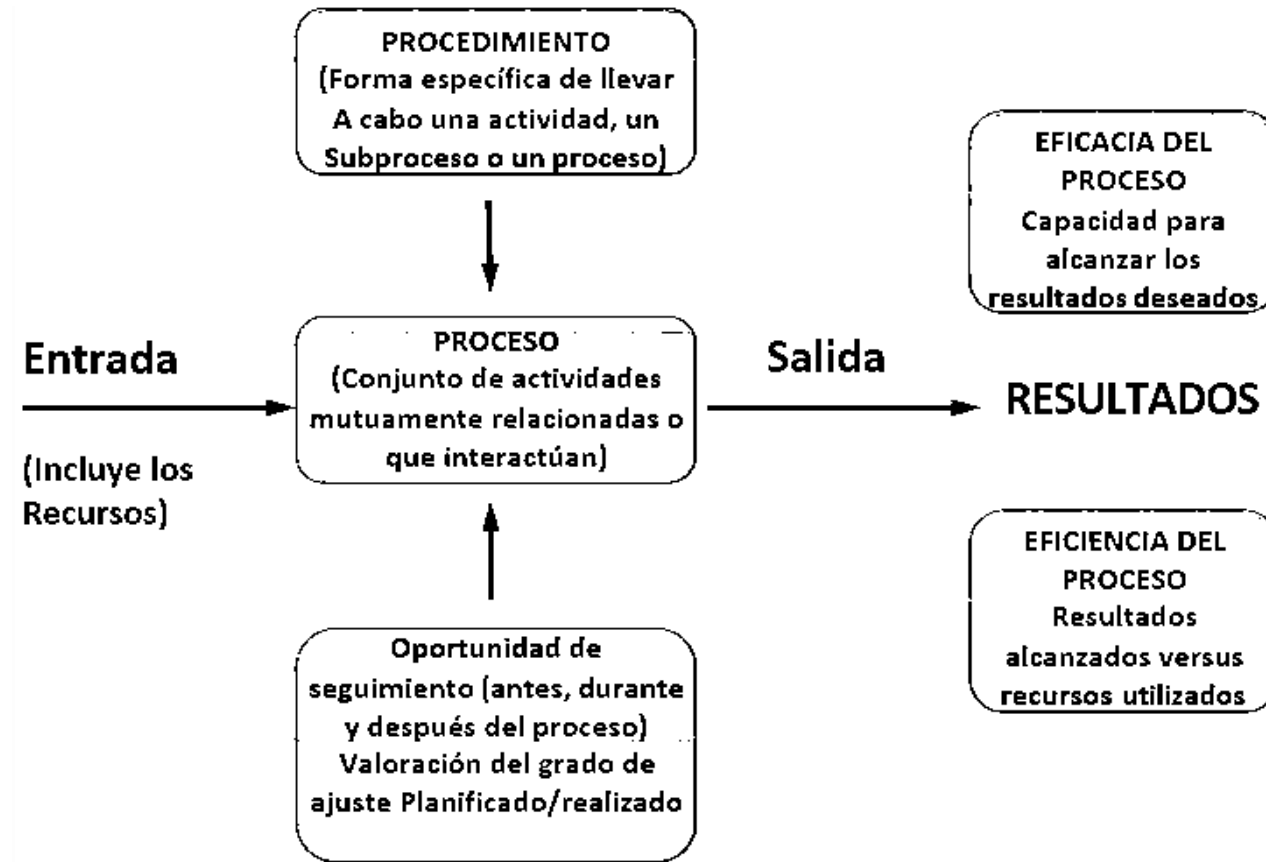 PROCEDIMIENTO
(Forma específica de llevar
A cabo una actividad, un
Subproceso o un proceso)
EFICACIA DEL
PROCESO
Capacidad para
alcanzar los
resultados deseados
Entrada
(Incluye los
Recursos)
PROCESO
(Conjunto de actividades
mutuamente relacionadas o
que interactúan)
Salida
RESULTADOS
Oportunidad de
seguimiento (antes, durante
y después del proceso)
Valoración del grado de
ajuste Planificado/realizado
EFICIENCIA DEL
PROCESO
Resultados
alcanzados versus
recursos utilizados